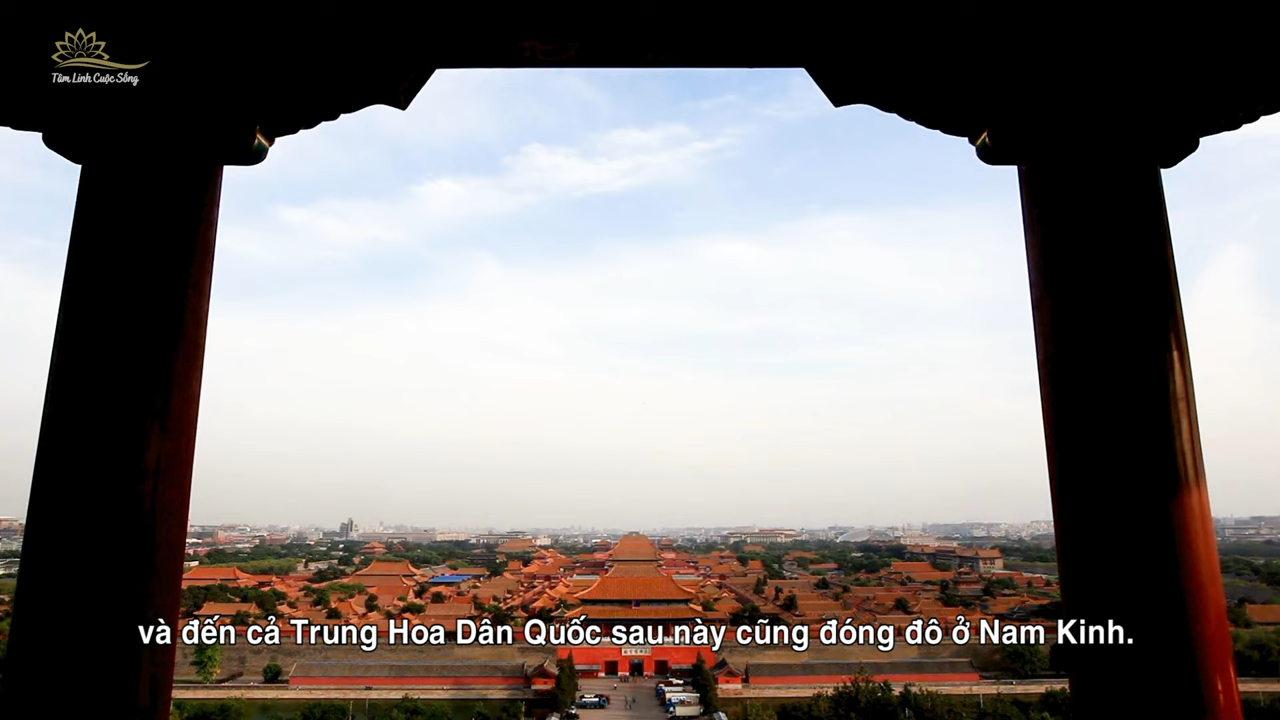 Tâm Linh Cuộc Sống
và đến cả Trung Hoa Dân Quốc sau này cũng đóng đô ở Nam Kinh.